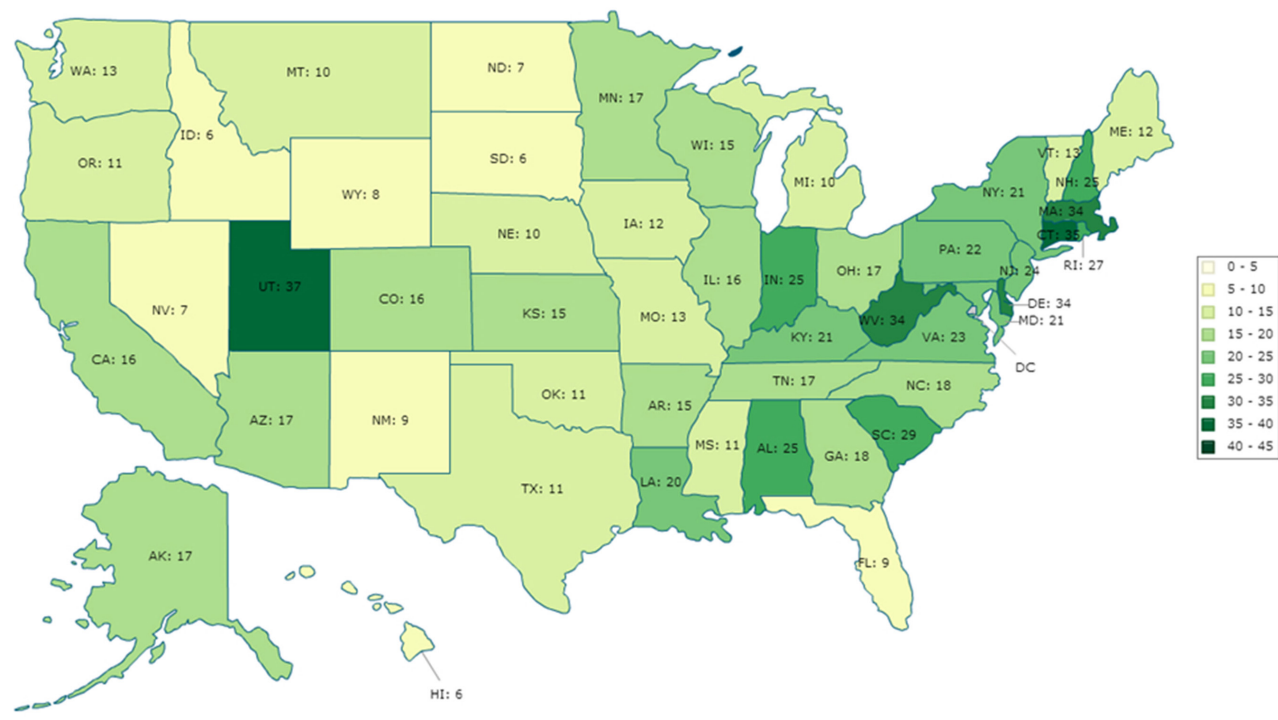 WA: 13
MT: 10
ND: 7
MN: 17
ID: 6
OR: 11
SD: 6
WI: 15
MI: 10
ME: 12
VT: 13
NH: 25
NY: 21
MA: 34
CT: 35
RI: 27
WY: 8
IA: 12
NE: 10
PA: 22
NJ: 24
UT: 37
CO: 16
IL: 16
IN: 25
OH: 17
DE: 34
MD: 21
NV: 7
KS: 15
MO: 13
WV: 34
KY: 21
VA: 23
DC
CA: 16
TN: 17
NC: 18
OK: 11
AR: 15
AZ: 17
NM: 9
MS: 11
AL: 25
SC: 29
GA: 18
LA: 20
TX: 11
AK: 17
FL: 9
HI: 6
0 - 5
5 - 10
10 - 15
15 - 20
20 - 25
25 - 30
30 - 35
35 - 40
40 - 45